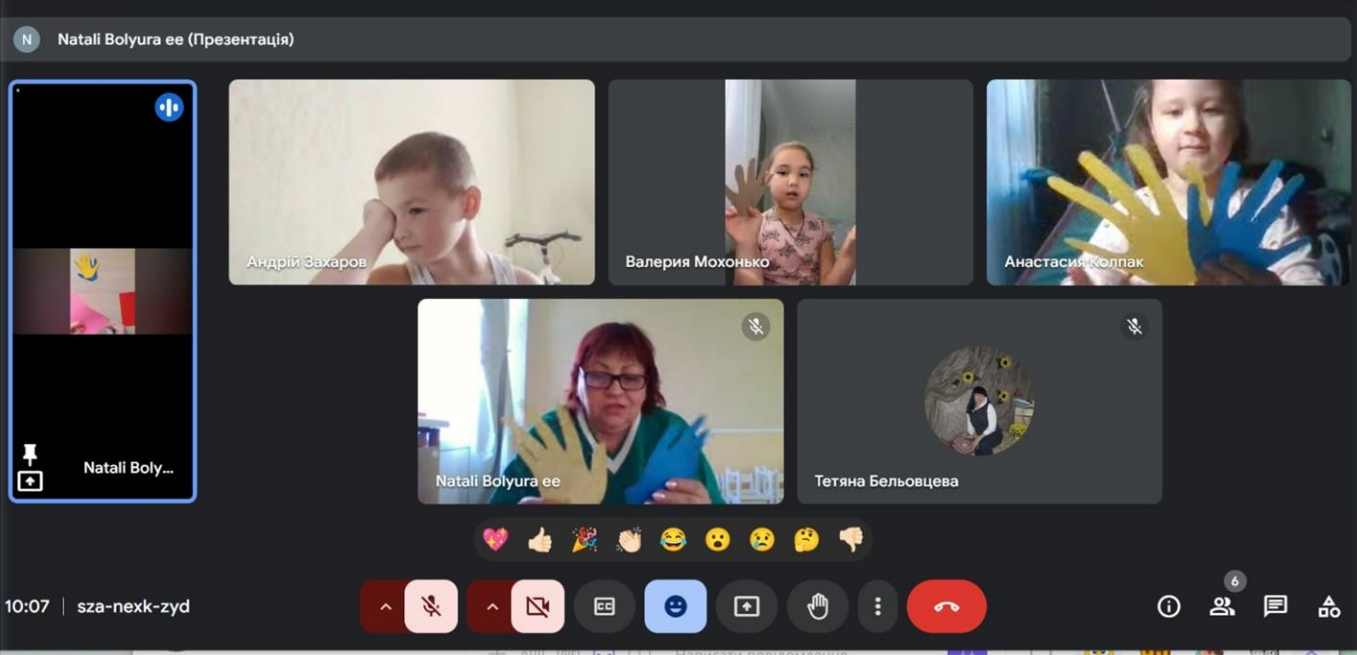 N Natali Bolyura ee (Презентація)
Natali Boly...
Андрій Захаров
Валерия Мохонько
Анастасия Колпак
Natali Bolyura ee
Тетяна Бельовцева
10:07 | sza-nexk-zyd
CC
6